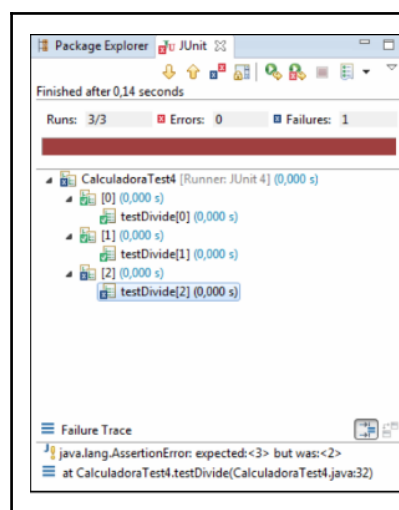 Package Explorer JUnit
Finished after 0,14 seconds
Runs: 3/3 Errors: 0 Failures: 1
CalculadoraTest4 [Runner: JUnit 4] (0,000 s)
[0] (0,000 s)
testDivide[0] (0,000 s)
[1] (0,000 s)
testDivide[1] (0,000 s)
[2] (0,000 s)
testDivide[2] (0,000 s)
Failure Trace
java.lang.AssertionError: expected:<3> but was:<2>
at CalculadoraTest4.testDivide(CalculadoraTest4.java:32)